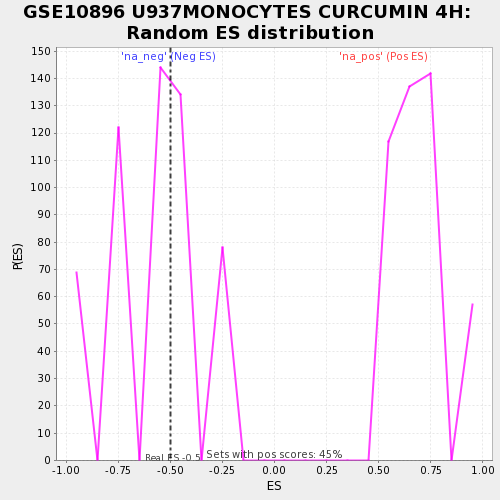 GSE10896 U937MONOCYTES CURCUMIN 4H:
Random ES distribution
'na_neg' (Neg ES)
'na_pos' (Pos ES)
150
140
130
120
110
100
90
80
70
60
50
40
30
20
10
0
P(ES)
Real ES -0.5
Sets with pos scores: 45%
-1.00 -0.75 -0.50 -0.25 0.00 0.25 0.50 0.75 1.00
ES